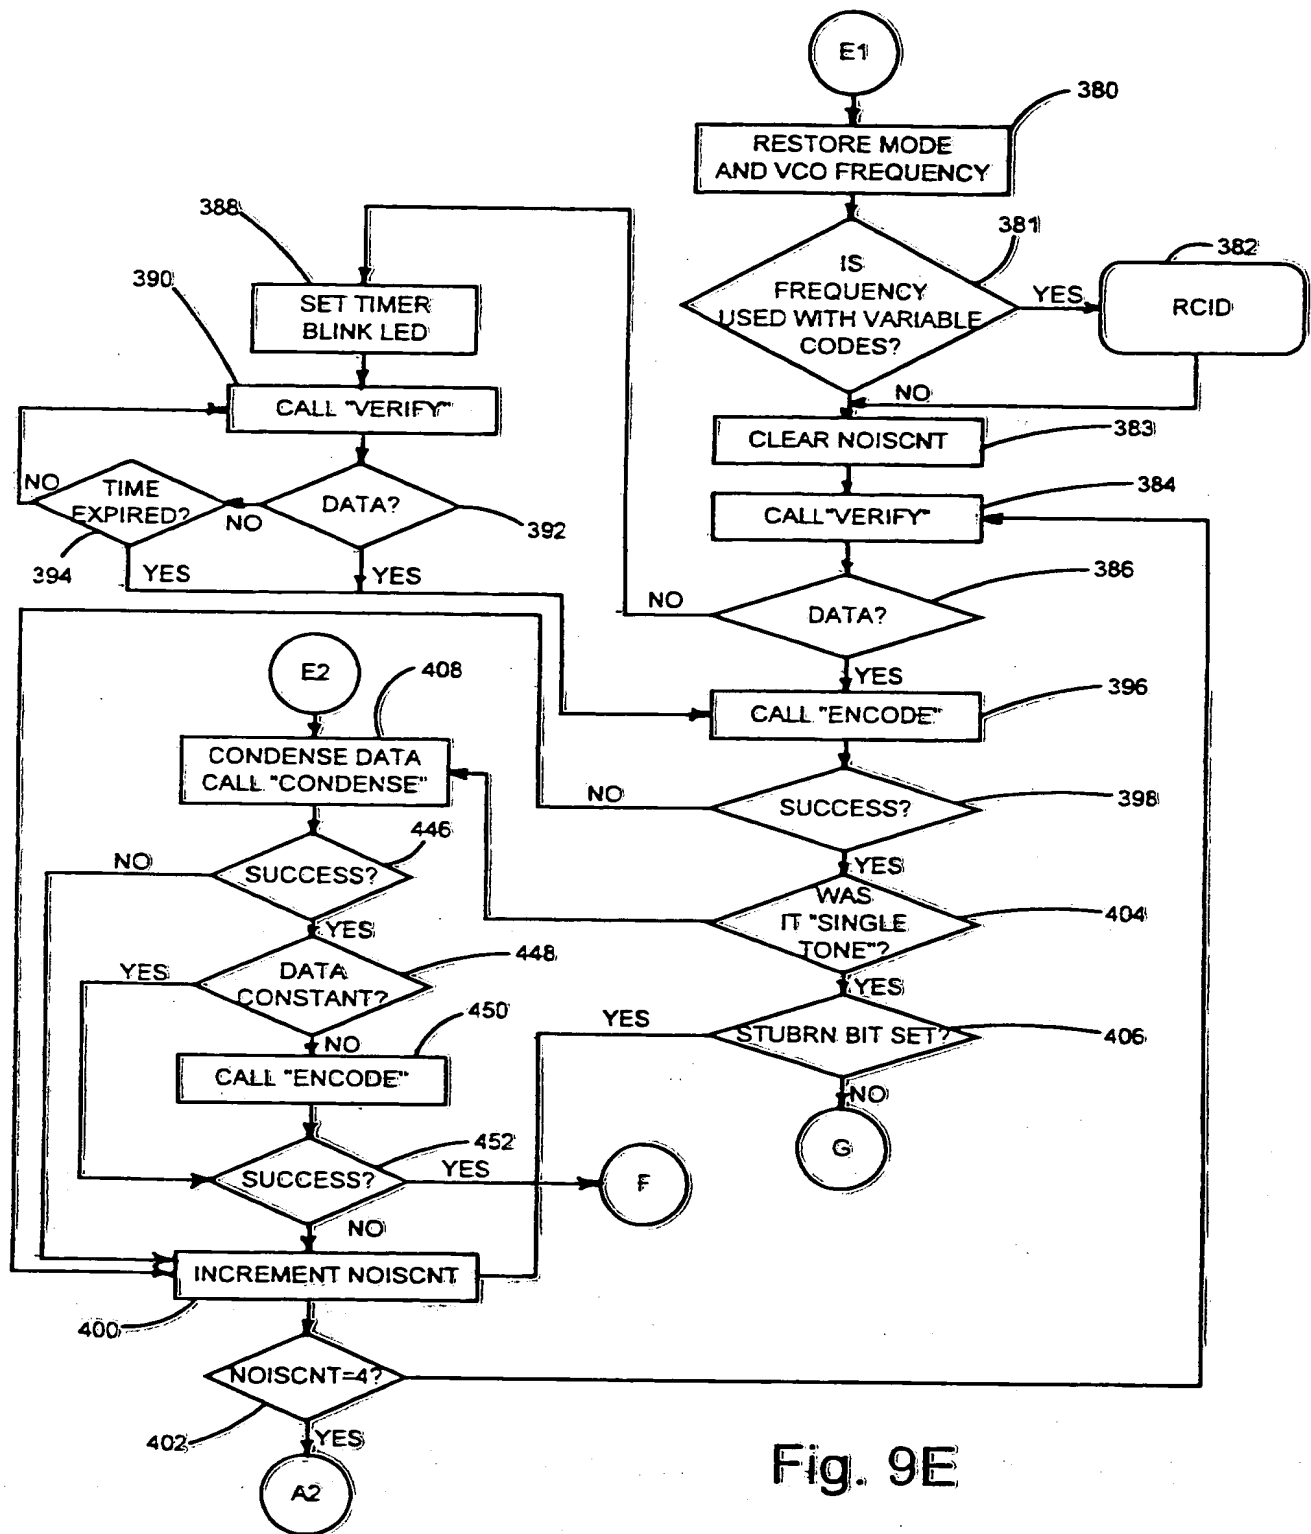 E1
380
RESTORE MODE
AND VCO FREQUENCY
388
381
382
IS
FREQUENCY
USED WITH VARIABLE
CODES?
YES
RCID
390
SET TIMER
BLINK LED
NO
CALL "VERIFY"
CLEAR NOISCNT
383
384
NO
TIME
EXPIRED?
NO
DATA?
392
CALL"VERIFY"
394
YES
YES
386
NO
DATA?
YES
E2
408
396
CALL "ENCODE"
CONDENSE DATA
CALL "CONDENSE"
NO
SUCCESS?
398
446
NO
SUCCESS?
YES
YES
WAS
IT "SINGLE
TONE"?
404
448
YES
DATA
CONSTANT?
YES
450
YES
STUBRN BIT SET?
406
NO
CALL "ENCODE"
NO
G
452
SUCCESS?
YES
F
NO
INCREMENT NOISCNT
400
NOISCNT=4?
402
YES
A2
Fig. 9E